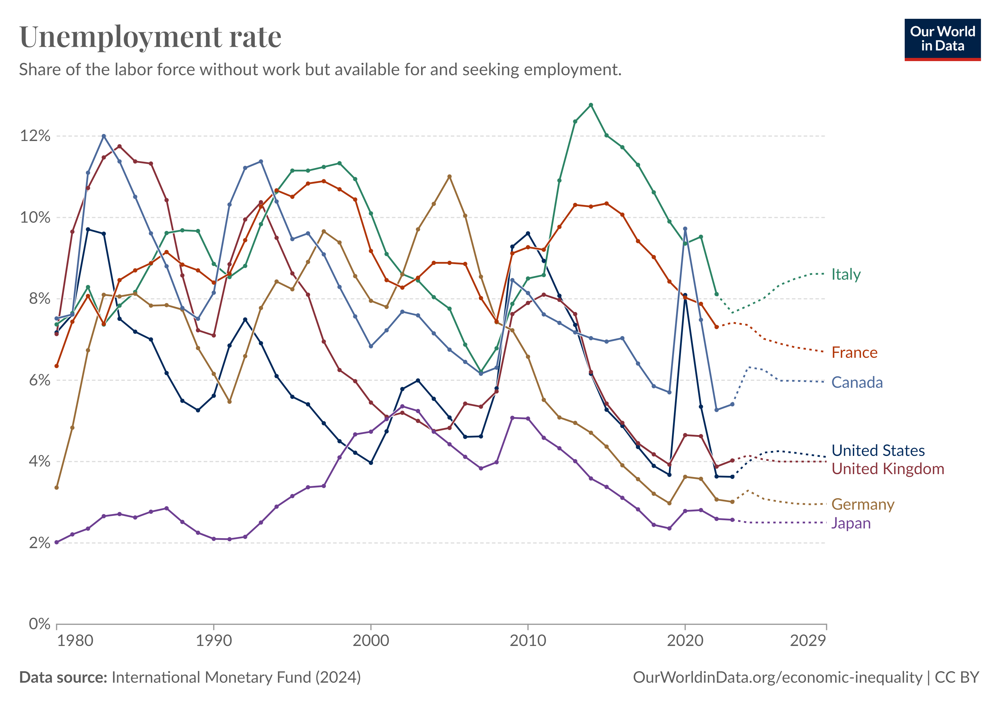 Unemployment rate
Our World
in Data
Share of the labor force without work but available for and seeking employment.
12%
10%
8%
6%
4%
2%
0%
Italy
France
Canada
United States
United Kingdom
Germany
Japan
1980
1990
2000
2010
2020
2029
Data source: International Monetary Fund (2024)
OurWorldinData.org/economic-inequality | CC BY